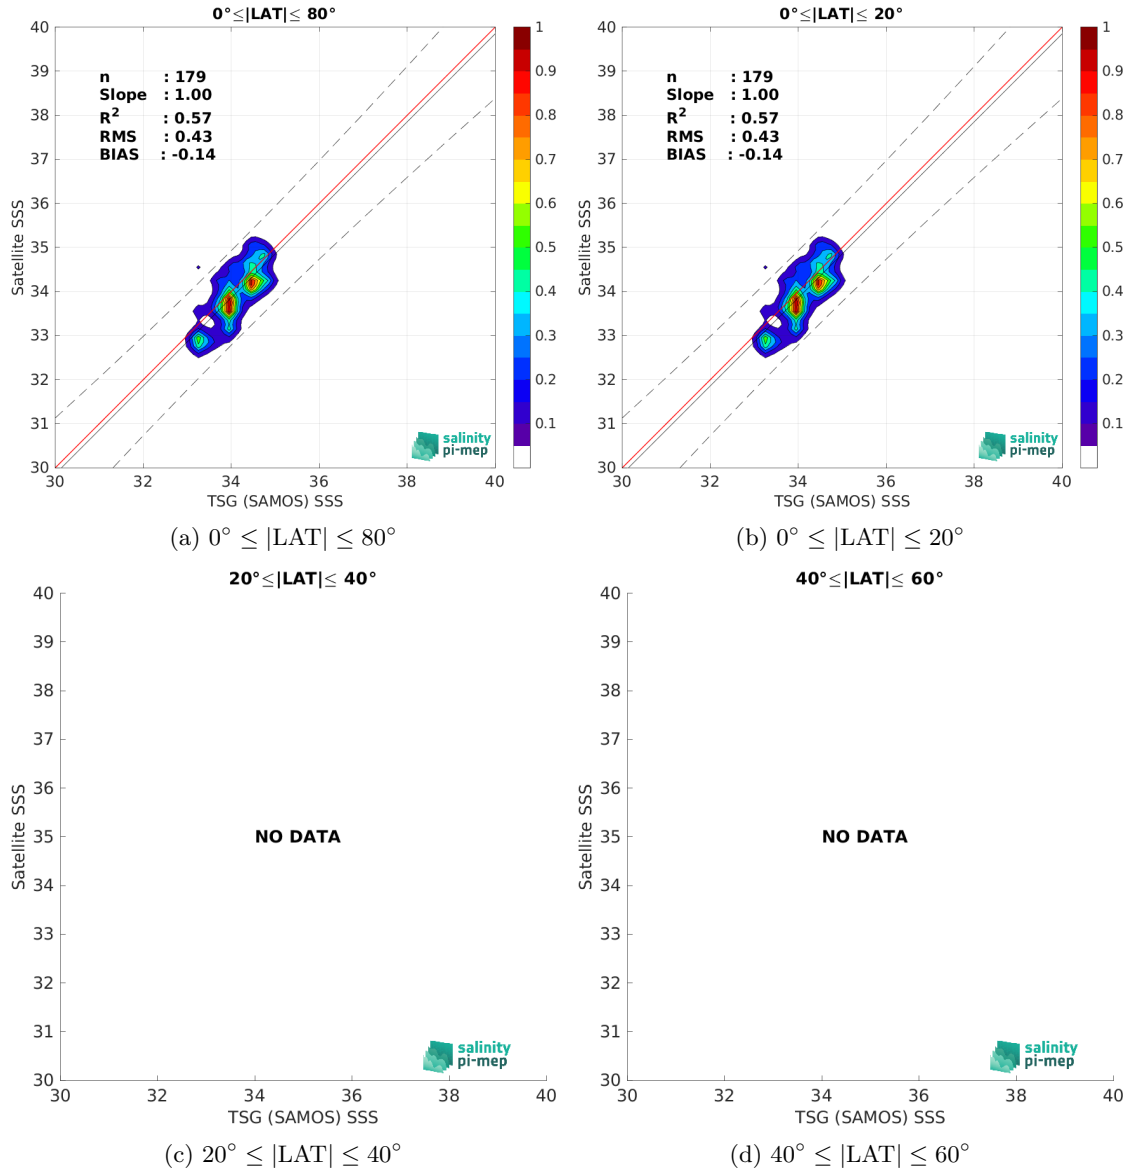 0°≤|LAT|≤ 80°
40
39
38
37
36
35
34
33
32
31
30
Satellite SSS
n : 179
Slope : 1.00
R² : 0.57
RMS : 0.43
BIAS : -0.14
salinity
pi-mep
30 32 34 36 38 40
TSG (SAMOS) SSS
1
0.9
0.8
0.7
0.6
0.5
0.4
0.3
0.2
0.1
(a) 0° ≤ |LAT| ≤ 80°
0°≤|LAT|≤ 20°
40
39
38
37
36
35
34
33
32
31
30
Satellite SSS
n : 179
Slope : 1.00
R² : 0.57
RMS : 0.43
BIAS : -0.14
salinity
pi-mep
30 32 34 36 38 40
TSG (SAMOS) SSS
1
0.9
0.8
0.7
0.6
0.5
0.4
0.3
0.2
0.1
(b) 0° ≤ |LAT| ≤ 20°
20°≤|LAT|≤ 40°
40
39
38
37
36
35
34
33
32
31
30
Satellite SSS
NO DATA
salinity
pi-mep
30 32 34 36 38 40
TSG (SAMOS) SSS
(c) 20° ≤ |LAT| ≤ 40°
40°≤|LAT|≤ 60°
40
39
38
37
36
35
34
33
32
31
30
Satellite SSS
NO DATA
salinity
pi-mep
30 32 34 36 38 40
TSG (SAMOS) SSS
(d) 40° ≤ |LAT| ≤ 60°